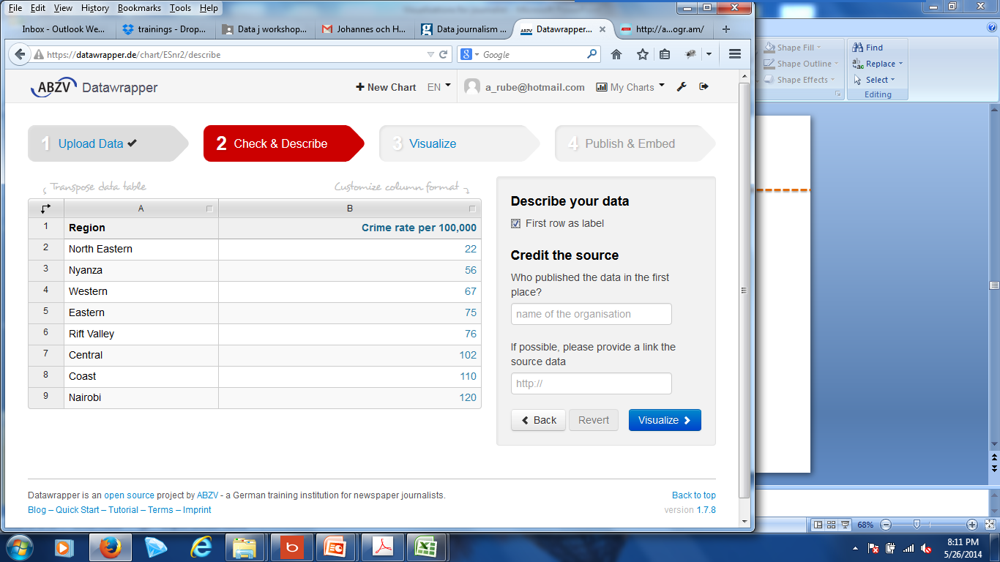 File Edit View History Bookmarks Tools Help
Inbox - Outlook We... trainings - Drop... Data j workshop... Johannes och H... Data journalism ... ABZV Datawrapper... http://a...ogr.am/
https://datawrapper.de/chart/ESnr2/describe
Google
ABZV Datawrapper
New Chart EN a_rube@hotmail.com My Charts
1 Upload Data
2 Check & Describe
3 Visualize
4 Publish & Embed
Transpose data table
Customize column format
A B
1 Region Crime rate per 100,000
2 North Eastern 22
3 Nyanza 56
4 Western 67
5 Eastern 75
6 Rift Valley 76
7 Central 102
8 Coast 110
9 Nairobi 120
Describe your data
First row as label
Credit the source
Who published the data in the first
place?
name of the organisation
If possible, please provide a link the
source data
http://
Back Revert Visualize
Datawrapper is an open source project by ABZV - a German training institution for newspaper journalists.
Back to top
Blog – Quick Start – Tutorial – Terms – Imprint
version 1.7.8
Shape Fill
Shape Outline
Shape Effects
Find
Replace
Select
Editing
68%
8:11 PM
5/26/2014